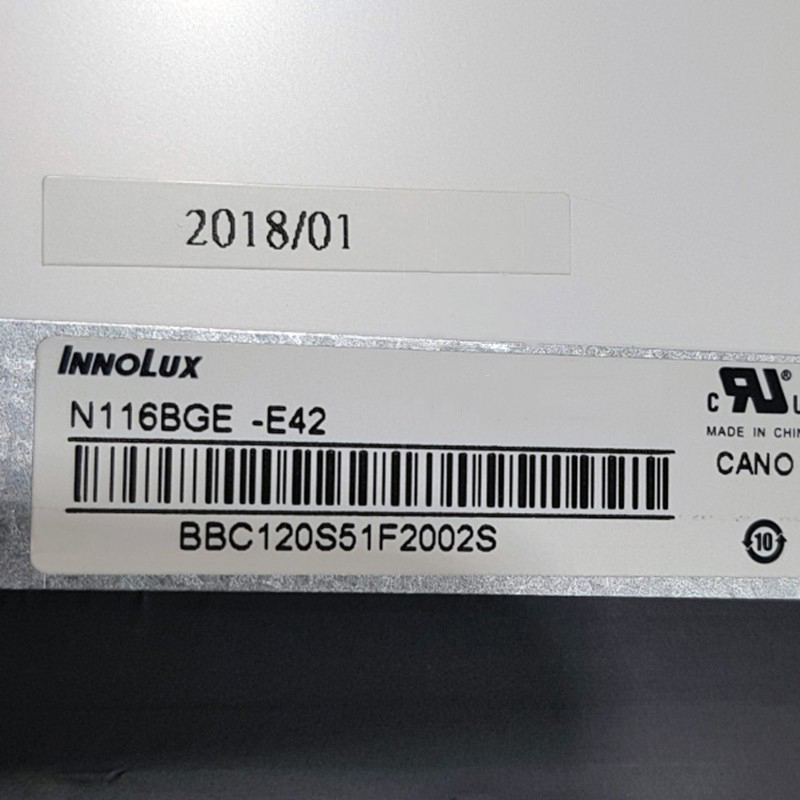 2018/01
INNOLUX
N116BGE -E42
BBC120S51F2002S
C
MADE IN CHIN
CANO
10